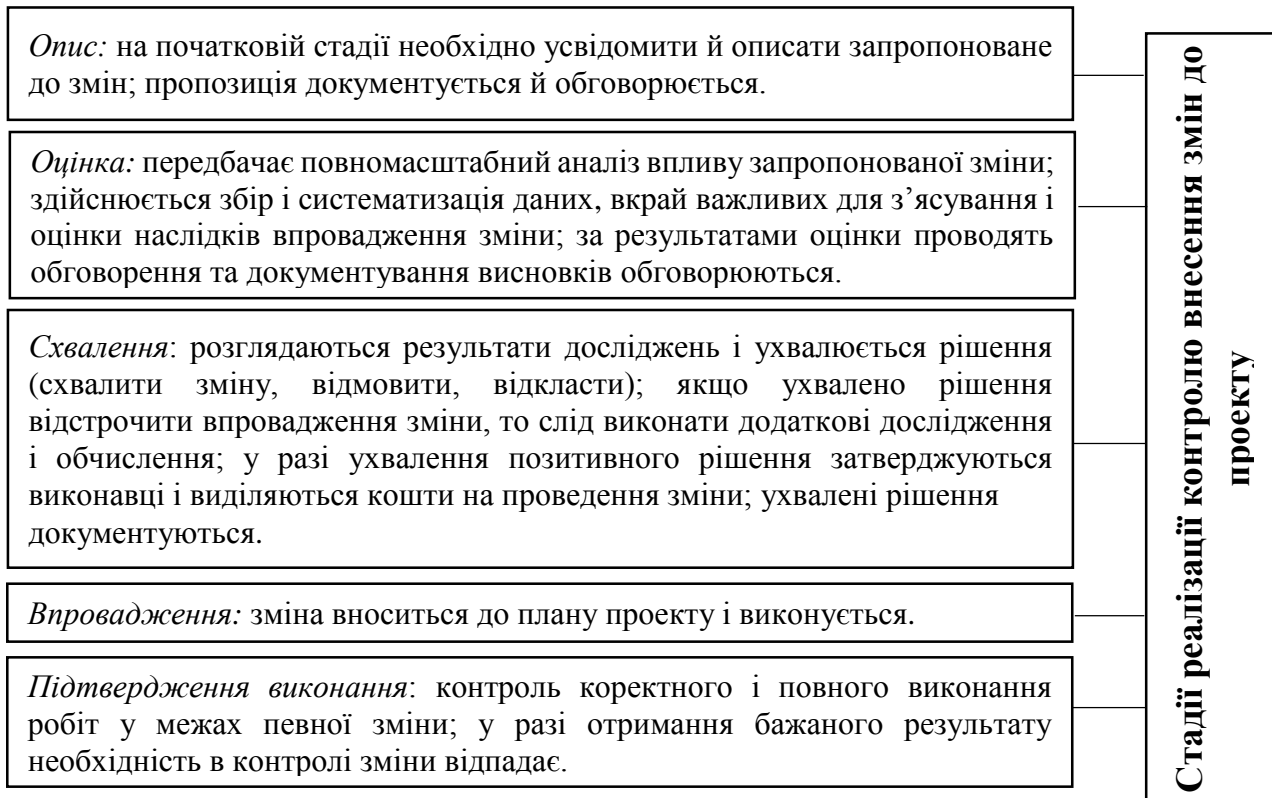 Опис: на початковій стадії необхідно усвідомити й описати запропоноване
до змін; пропозиція документується й обговорюється.
Оцінка: передбачає повномасштабний аналіз впливу запропонованої зміни;
здійснюється збір і систематизація даних, вкрай важливих для з’ясування і
оцінки наслідків впровадження зміни; за результатами оцінки проводять
обговорення та документування висновків обговорюються.
Схвалення: розглядаються результати досліджень і ухвалюється рішення
(схвалити зміну, відмовити, відкласти); якщо ухвалено рішення
відстрочити впровадження зміни, то слід виконати додаткові дослідження
і обчислення; у разі ухвалення позитивного рішення затверджуються
виконавці і виділяються кошти на проведення зміни; ухвалені рішення
документуються.
Впровадження: зміна вноситься до плану проекту і виконується.
Підтвердження виконання: контроль коректного і повного виконання
робіт у межах певної зміни; у разі отримання бажаного результату
необхідність в контролі зміни відпадає.
Стадії реалізації контролю внесення змін до
проекту